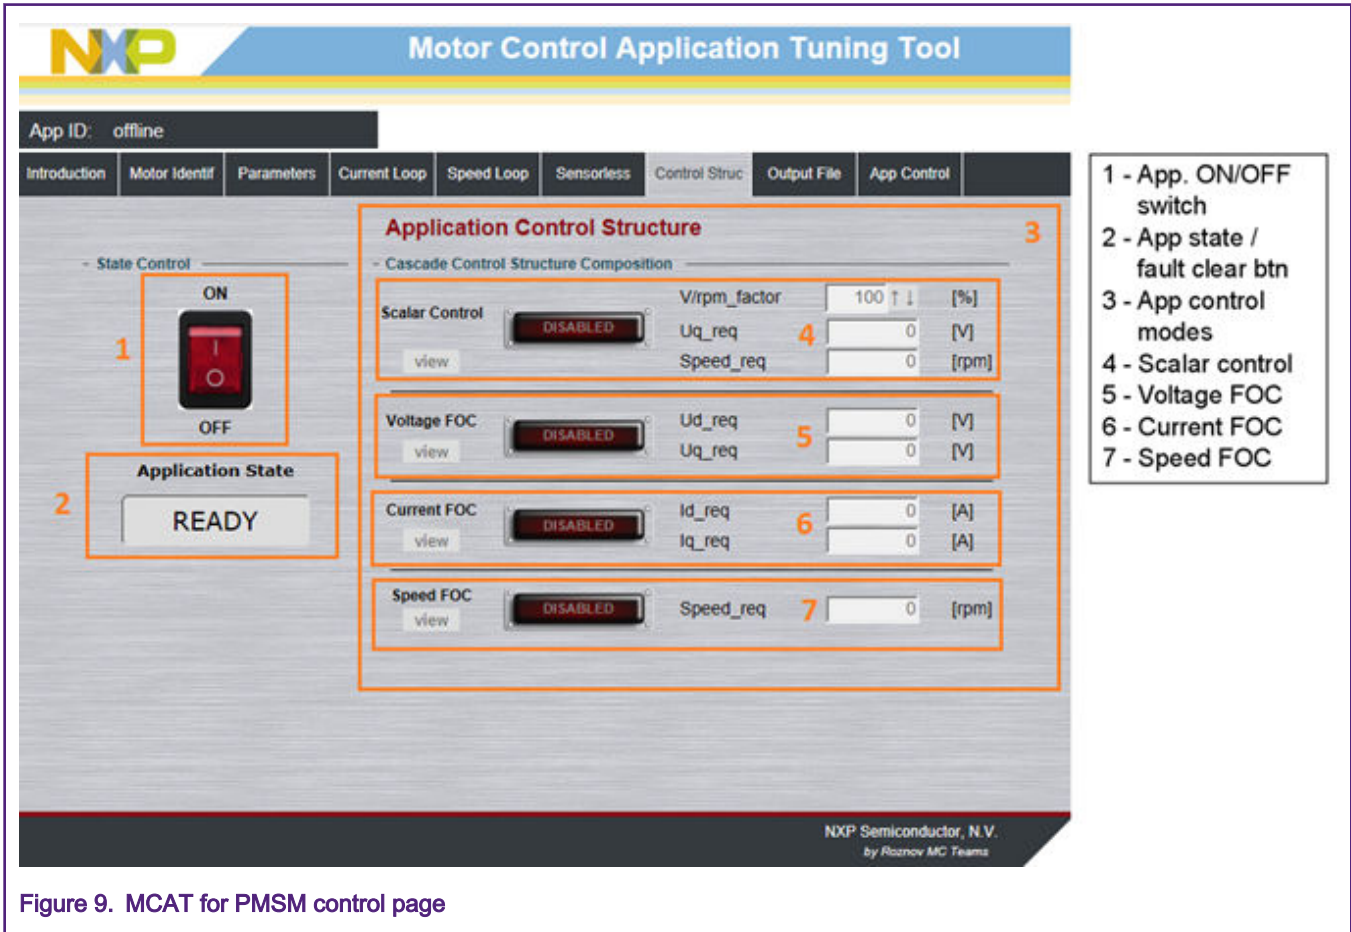 NXP
Motor Control Application Tuning Tool
App ID: offline
Introduction Motor Identif Parameters Current Loop Speed Loop Sensorless Control Struc Output File App Control
Application Control Structure 3
State Control
Cascade Control Structure Composition
ON
1
I
O
OFF
Application State
2
READY
Scalar Control
DISABLED
view
V/rpm_factor 100 ↑↓ [%]
Uq_req 4 0 [V]
Speed_req 0 [rpm]
Voltage FOC
DISABLED
view
Ud_req 0 [V]
5
Uq_req 0 [V]
Current FOC
DISABLED
view
Id_req 0 [A]
6
Iq_req 0 [A]
Speed FOC
DISABLED
view
Speed_req 7 0 [rpm]
NXP Semiconductor, N.V.
by Roznov MC Teams
1 - App. ON/OFF
switch
2 - App state /
fault clear btn
3 - App control
modes
4 - Scalar control
5 - Voltage FOC
6 - Current FOC
7 - Speed FOC
Figure 9. MCAT for PMSM control page